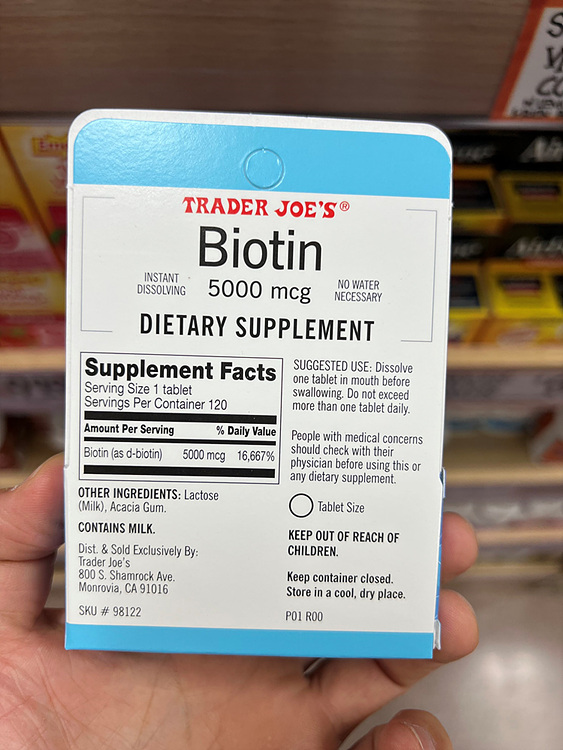 TRADER JOE'S®
Biotin
INSTANT
DISSOLVING
5000 mcg
NO WATER
NECESSARY
DIETARY SUPPLEMENT
Supplement Facts
Serving Size 1 tablet
Servings Per Container 120
Amount Per Serving % Daily Value
Biotin (as d-biotin) 5000 mcg 16,667%
OTHER INGREDIENTS: Lactose
(Milk), Acacia Gum.
CONTAINS MILK.
Dist. & Sold Exclusively By:
Trader Joe's
800 S. Shamrock Ave.
Monrovia, CA 91016
SKU # 98122
SUGGESTED USE: Dissolve
one tablet in mouth before
swallowing. Do not exceed
more than one tablet daily.
People with medical concerns
should check with their
physician before using this or
any dietary supplement.
Tablet Size
KEEP OUT OF REACH OF
CHILDREN.
Keep container closed.
Store in a cool, dry place.
P01 R00